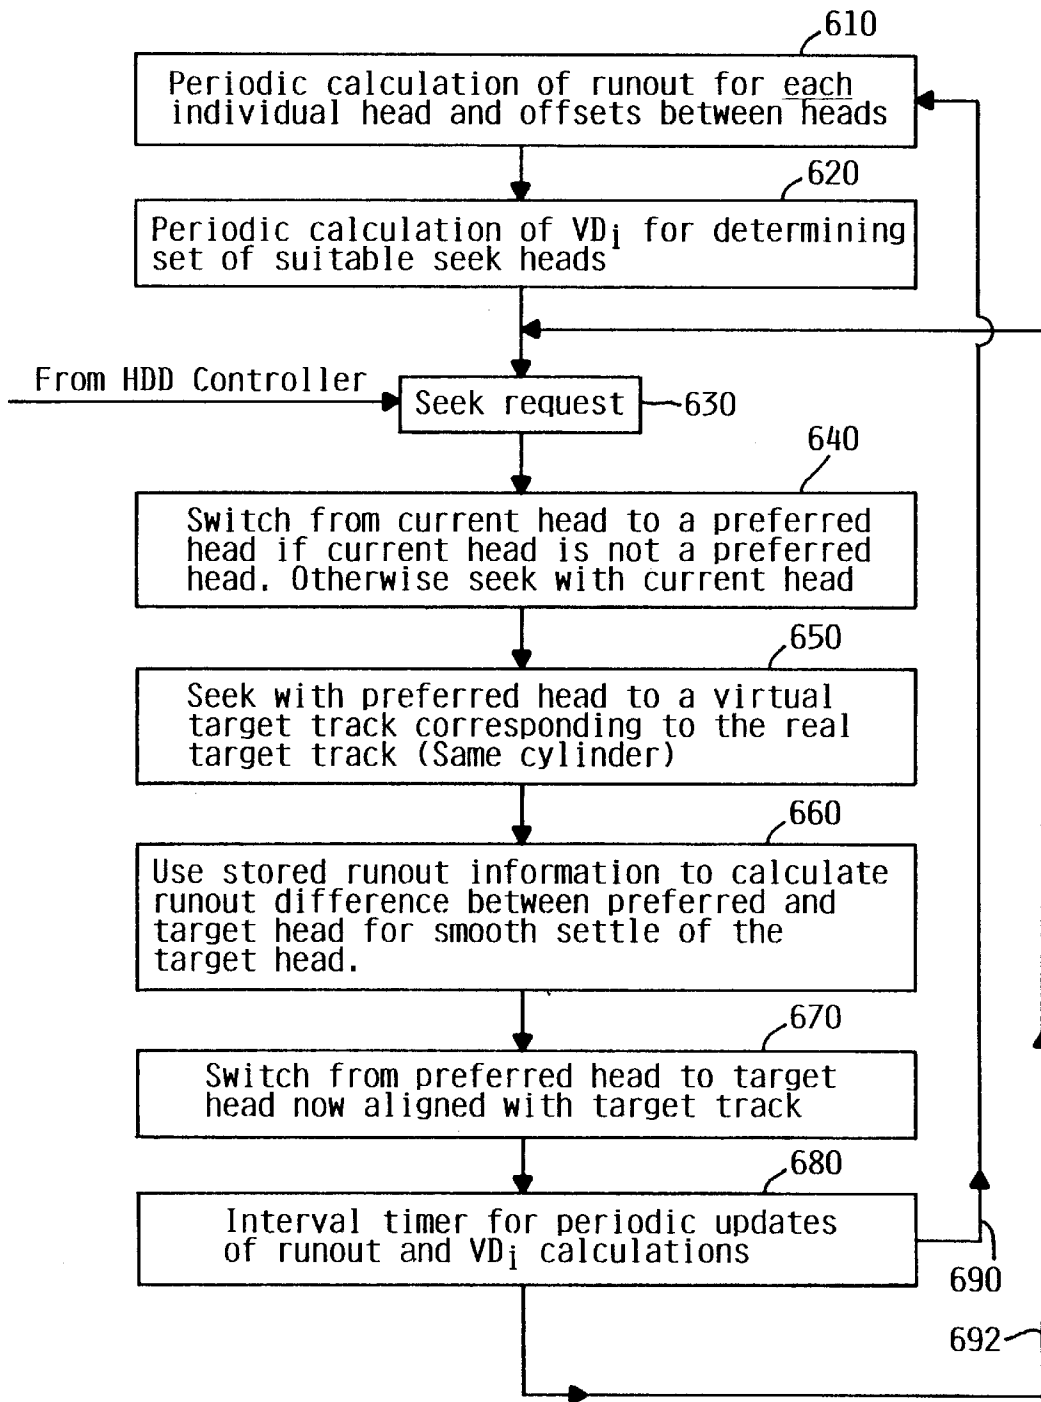 610
Periodic calculation of runout for each
individual head and offsets between heads
620
Periodic calculation of VDi for determining
set of suitable seek heads
From HDD Controller
Seek request
630
640
Switch from current head to a preferred
head if current head is not a preferred
head. Otherwise seek with current head
650
Seek with preferred head to a virtual
target track corresponding to the real
target track (Same cylinder)
660
Use stored runout information to calculate
runout difference between preferred and
target head for smooth settle of the
target head.
670
Switch from preferred head to target
head now aligned with target track
680
Interval timer for periodic updates
of runout and VDi calculations
690
692